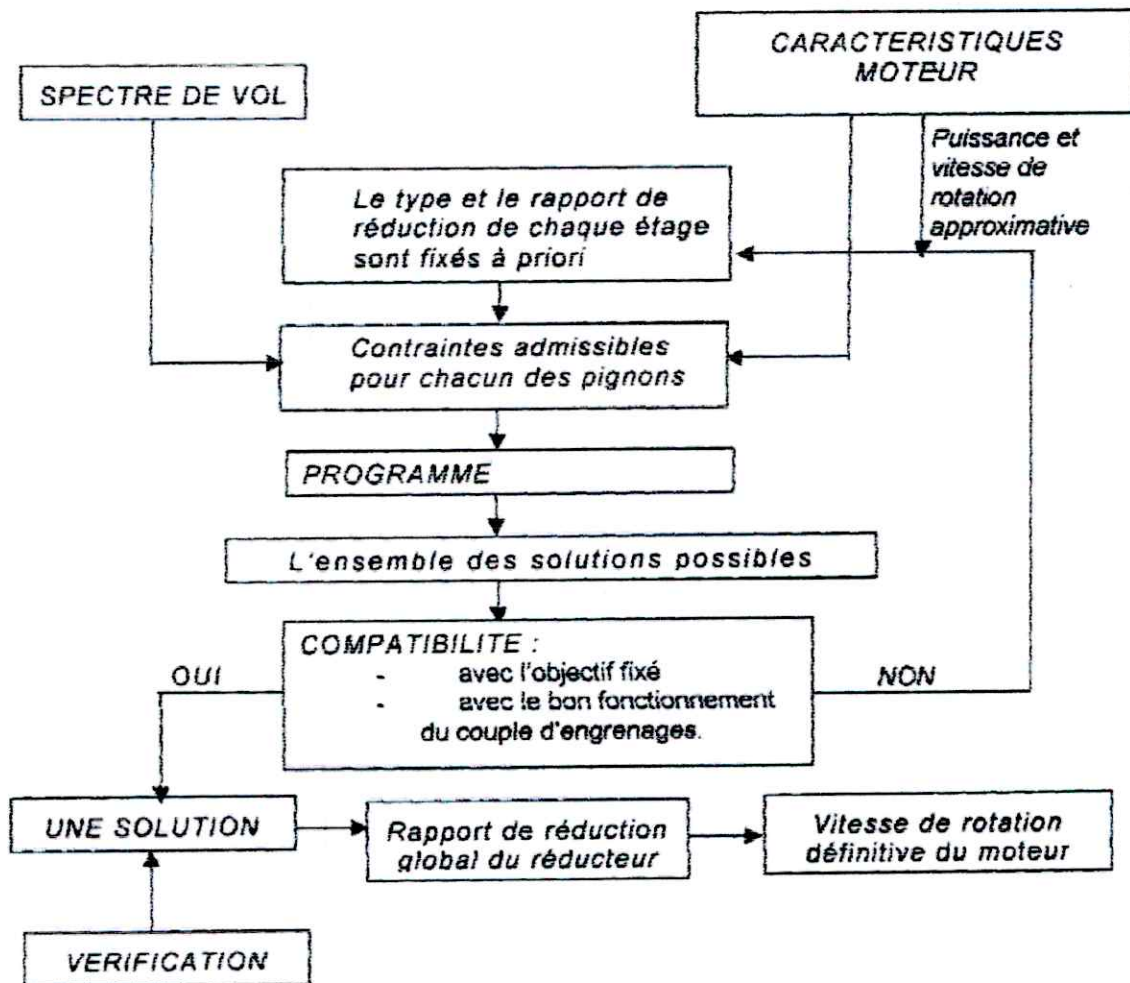 CARACTERISTIQUES
MOTEUR
SPECTRE DE VOL
Puissance et
vitesse de
rotation
approximative
Le type et le rapport de
réduction de chaque étage
sont fixés à priori
Contraintes admissibles
pour chacun des pignons
PROGRAMME
L'ensemble des solutions possibles
COMPATIBILITE :
- avec l'objectif fixé
- avec le bon fonctionnement
du couple d'engrenages.
OUI
NON
UNE SOLUTION
Rapport de réduction
global du réducteur
Vitesse de rotation
définitive du moteur
VERIFICATION